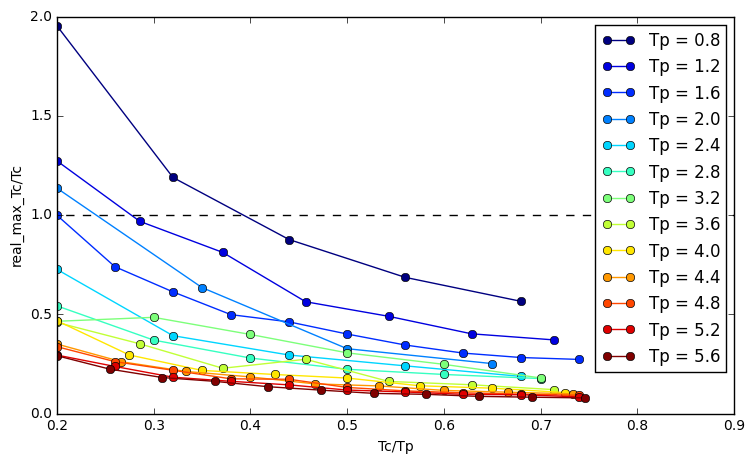 2.0
1.5
1.0
0.5
0.0
real_max_Tc/Tc
0.2 0.3 0.4 0.5 0.6 0.7 0.8 0.9
Tc/Tp
Tp = 0.8
Tp = 1.2
Tp = 1.6
Tp = 2.0
Tp = 2.4
Tp = 2.8
Tp = 3.2
Tp = 3.6
Tp = 4.0
Tp = 4.4
Tp = 4.8
Tp = 5.2
Tp = 5.6